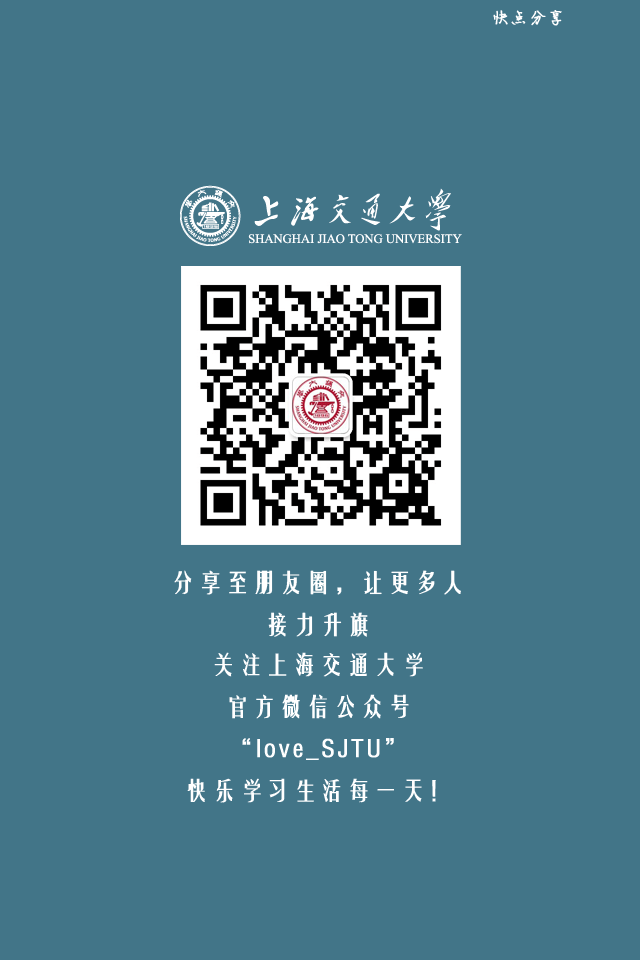 快点分享
上海交通大學
SHANGHAI JIAO TONG UNIVERSITY
分享至朋友圈，让更多人
接力升旗
关注上海交通大学
官方微信公众号
“love_SJTU”
快乐学习生活每一天！